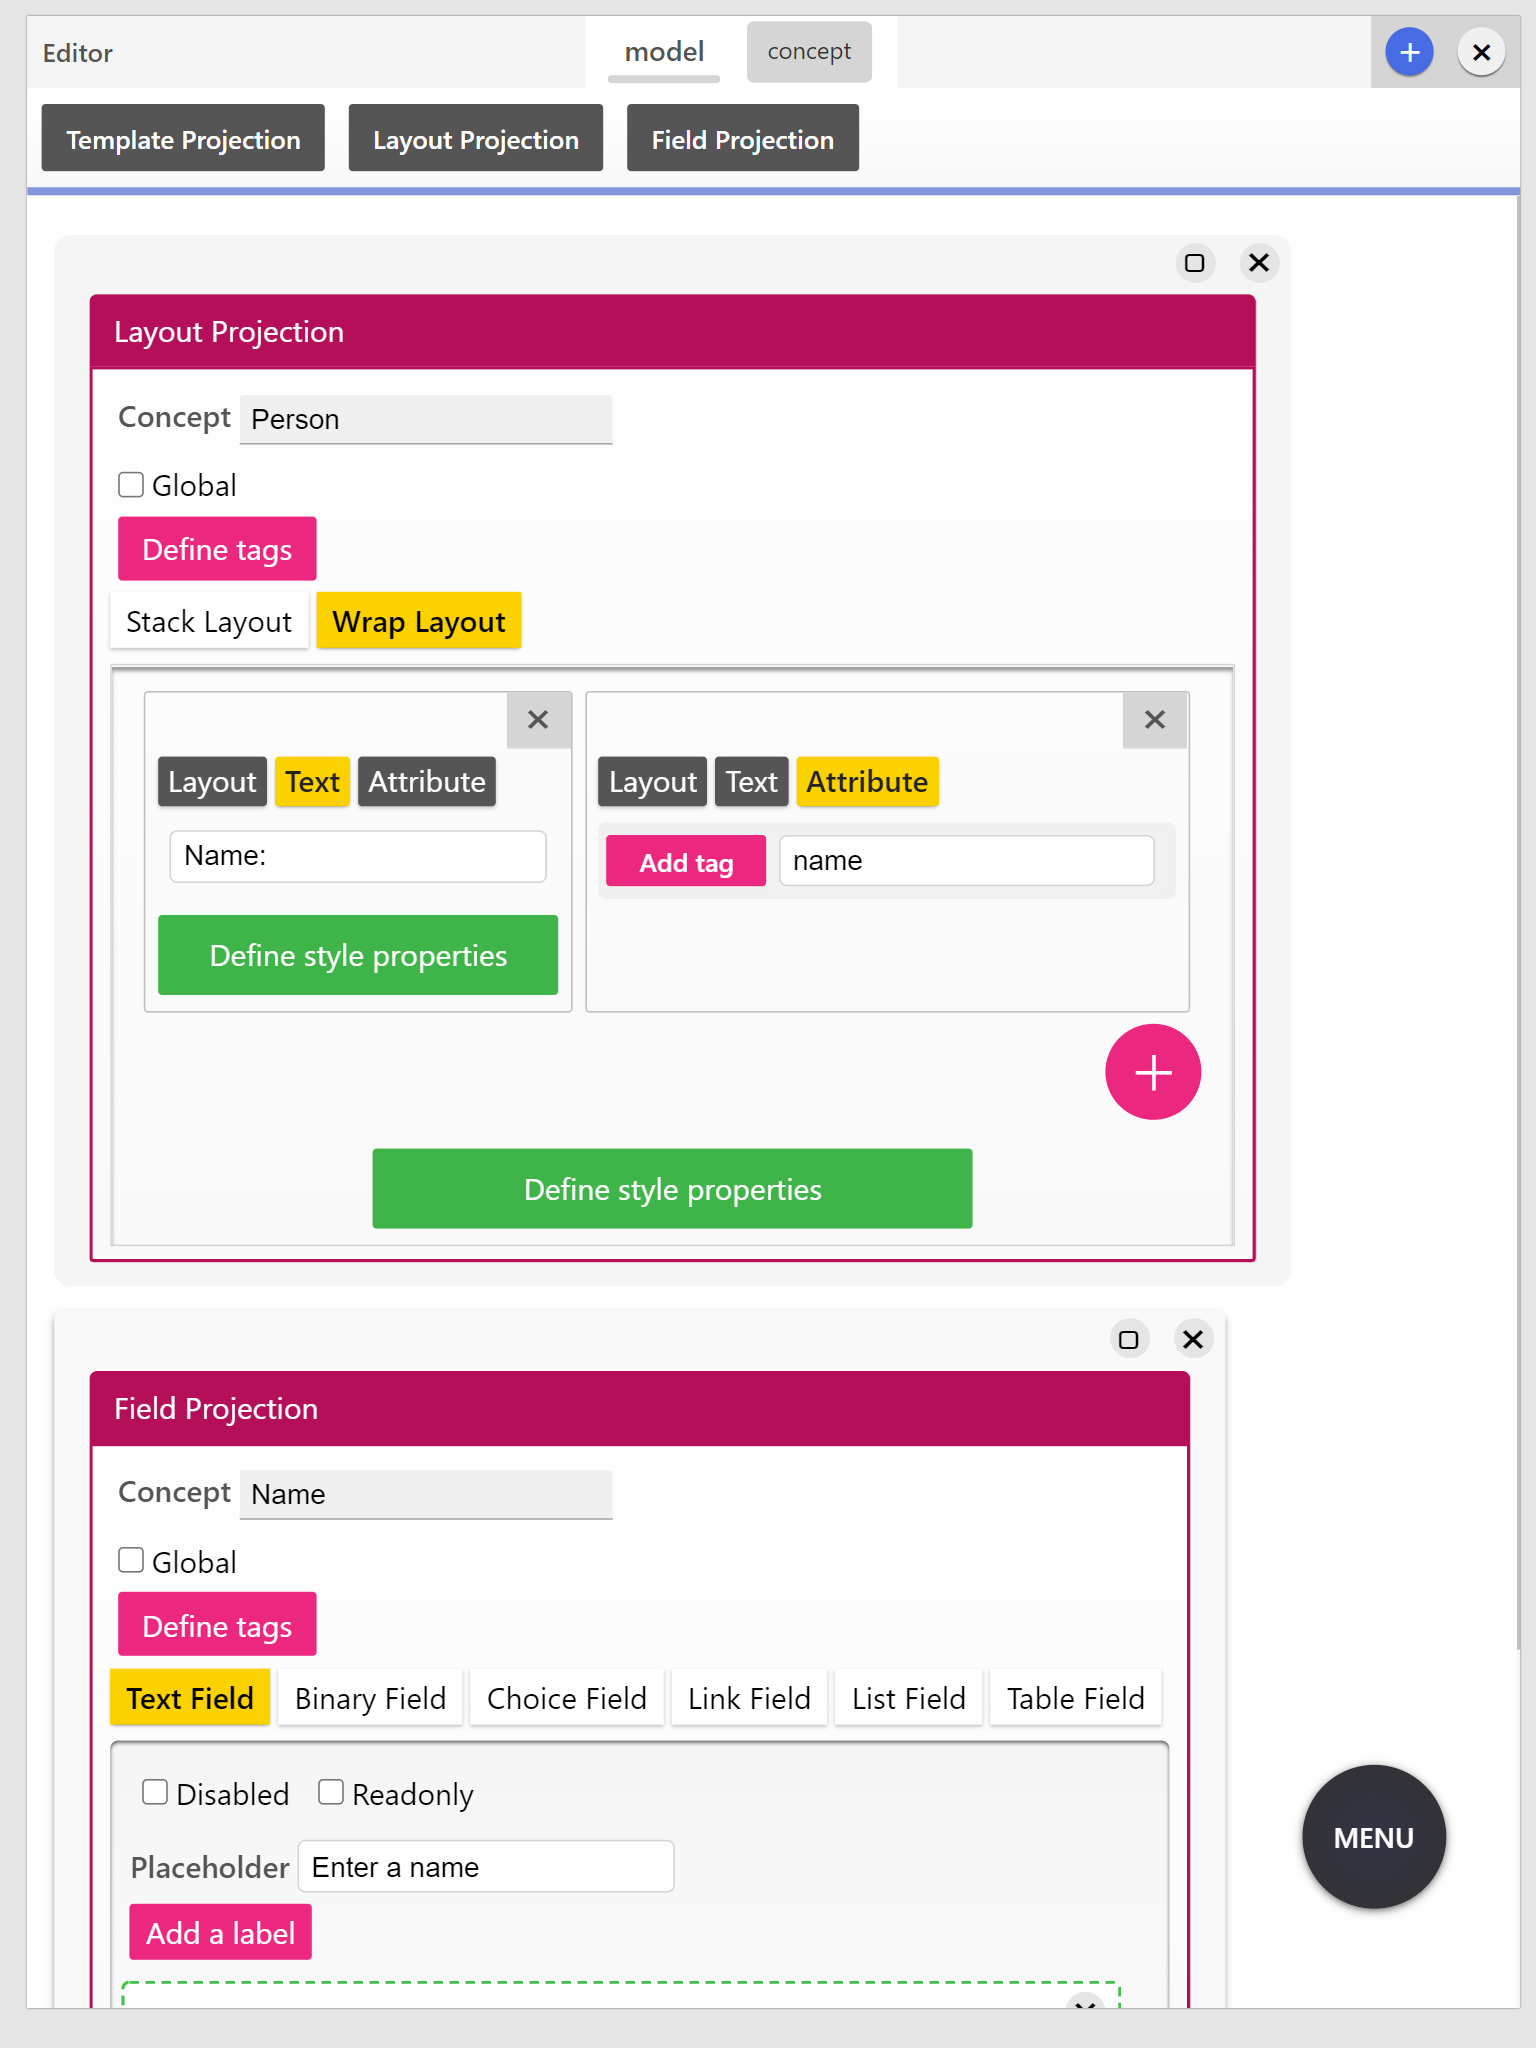 Editor
model
concept
Template Projection
Layout Projection
Field Projection
Layout Projection
Concept Person
Global
Define tags
Stack Layout
Wrap Layout
Layout Text Attribute
Name:
Define style properties
Layout Text Attribute
Add tag name
Define style properties
Field Projection
Concept Name
Global
Define tags
Text Field
Binary Field
Choice Field
Link Field
List Field
Table Field
Disabled
Readonly
Placeholder Enter a name
Add a label
MENU